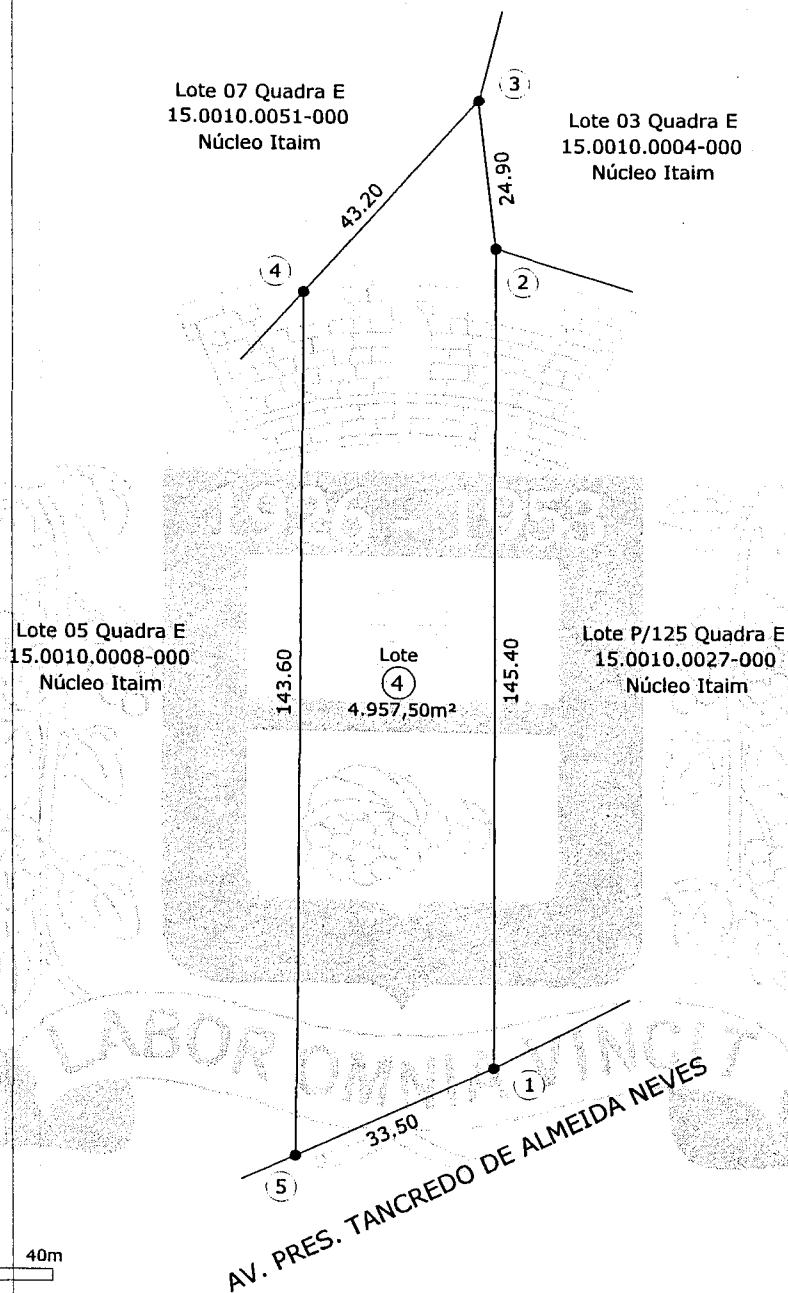 3
Lote 07 Quadra E
15.0010.0051-000
Núcleo Itaim
Lote 03 Quadra E
15.0010.0004-000
Núcleo Itaim
24.90
43.20
4
2
1926 - 1958
Lote 05 Quadra E
15.0010.0008-000
Núcleo Itaim
143.60
Lote
4
4.957,50m²
145.40
Lote P/125 Quadra E
15.0010.0027-000
Núcleo Itaim
LABOR OMNIA VINCIT
1
33,50
5
AV. PRES. TANCREDO DE ALMEIDA NEVES
40m